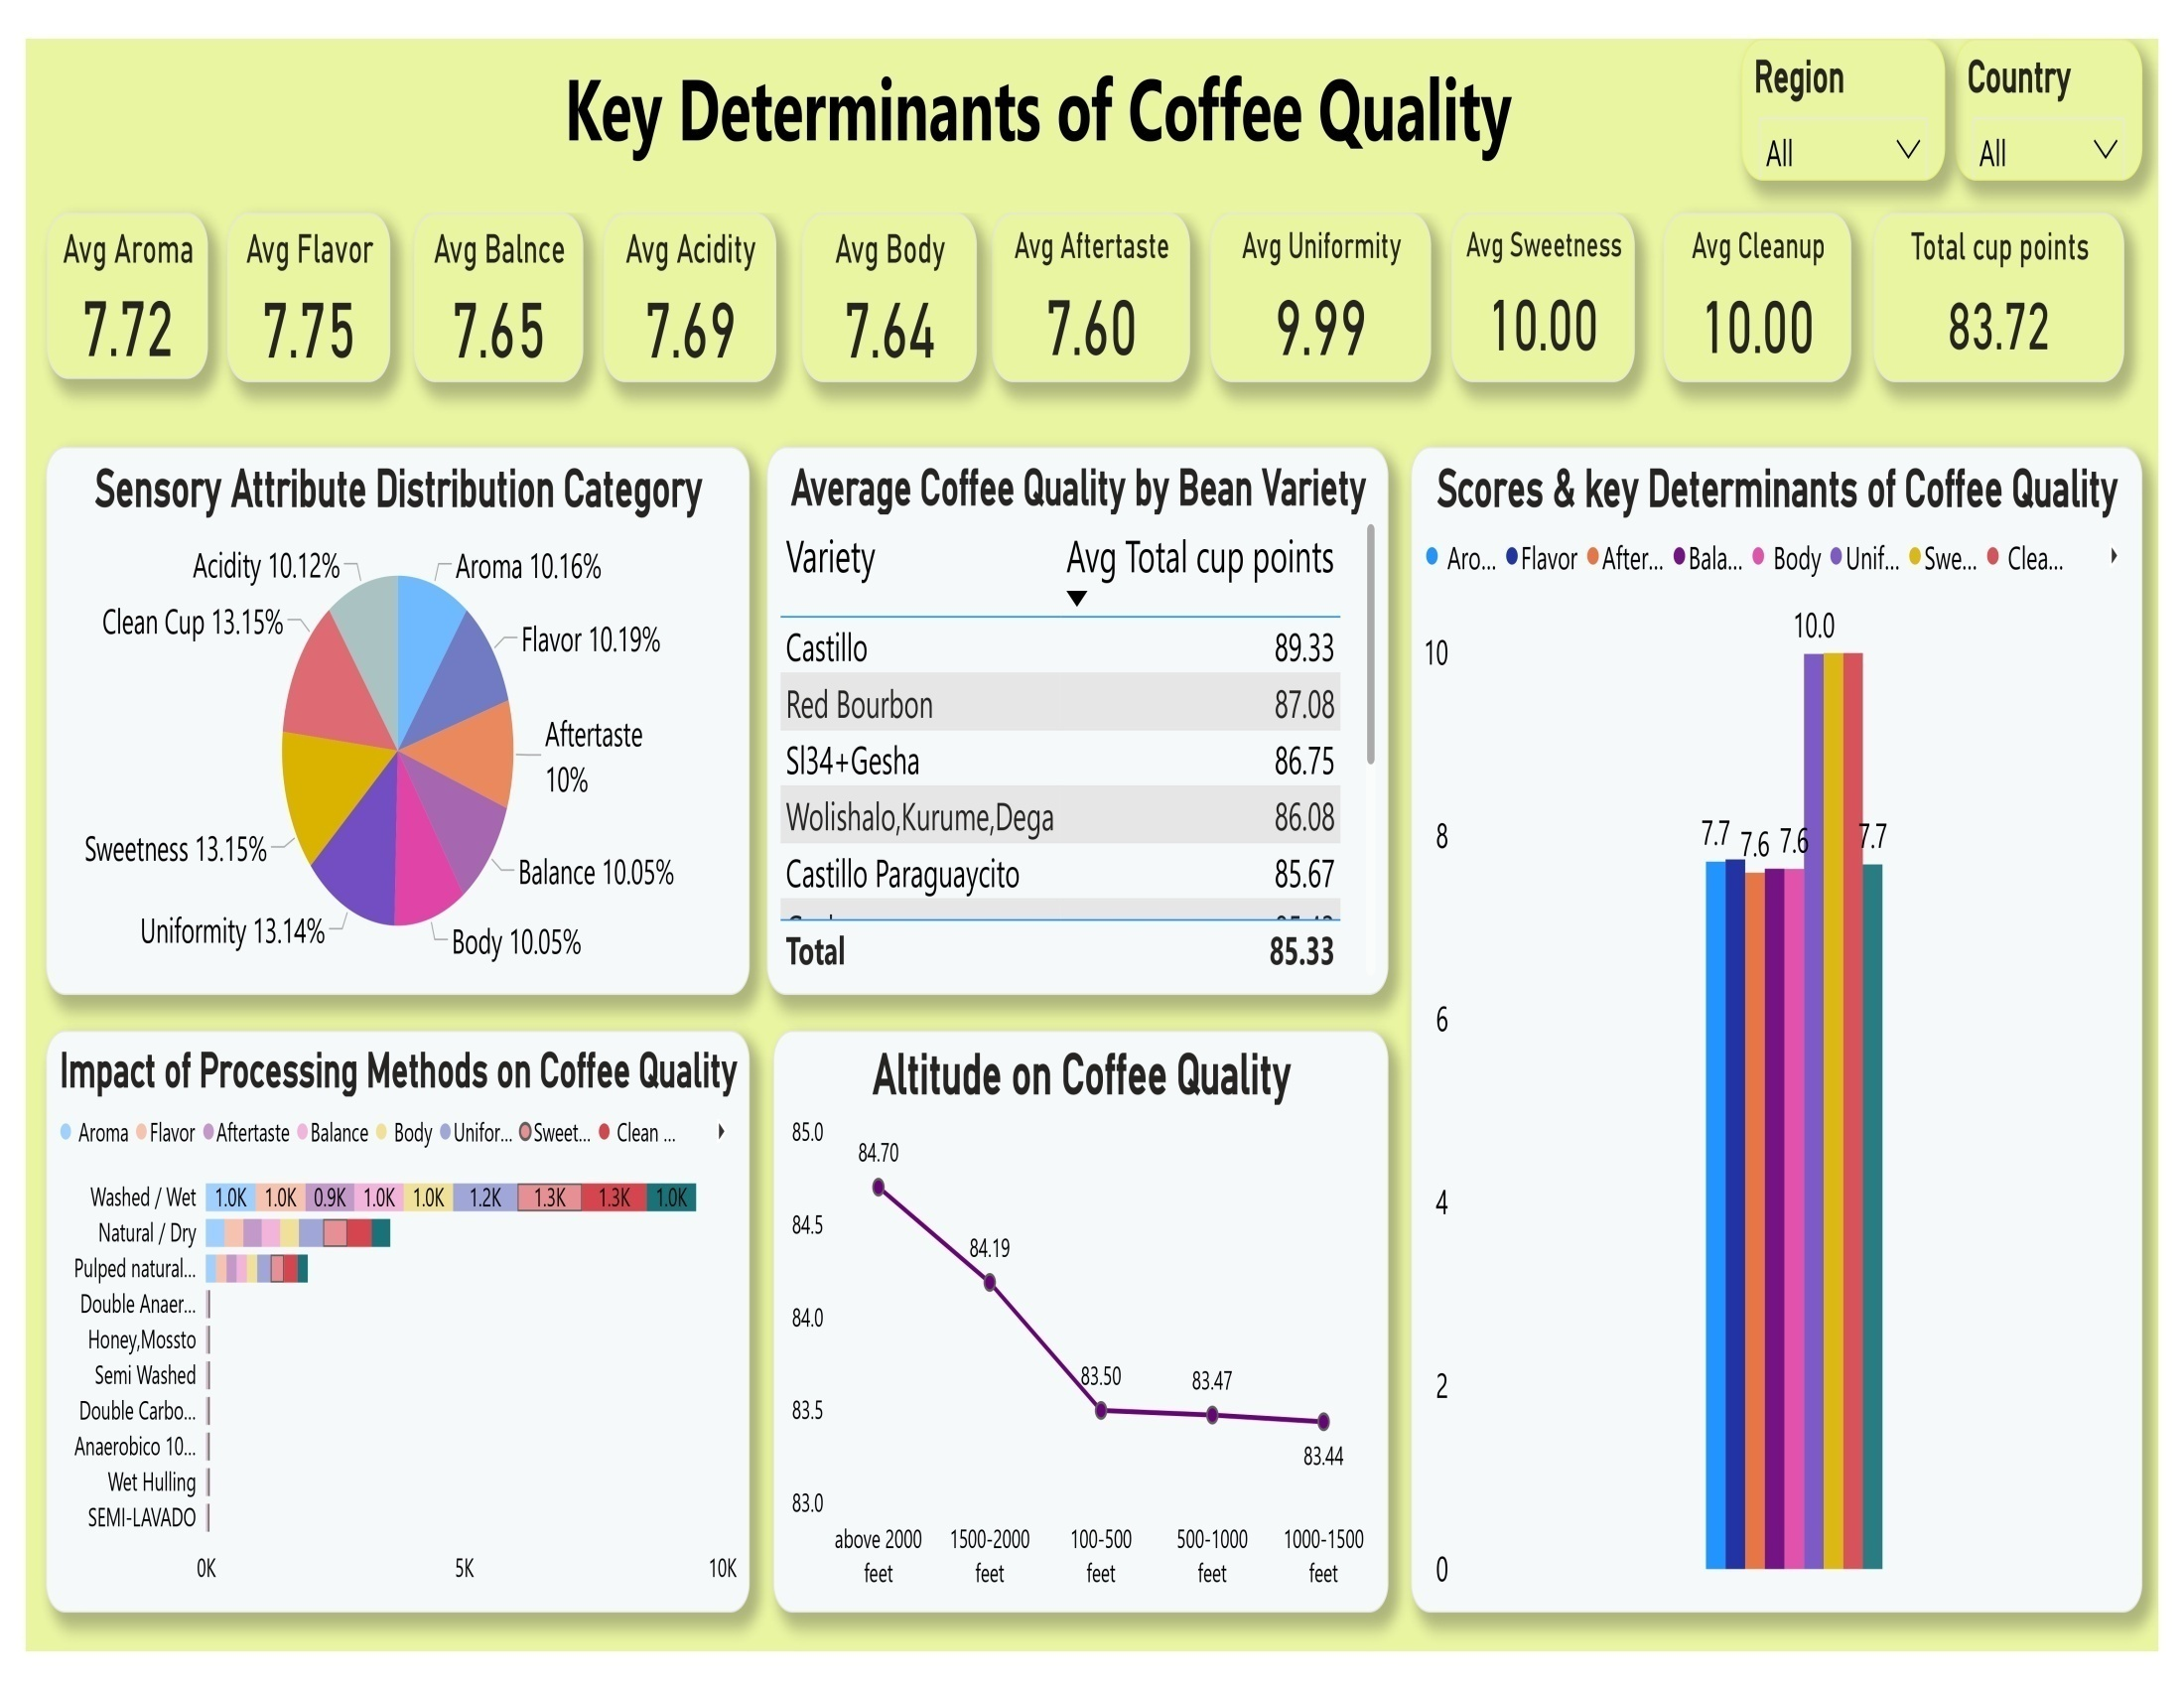 Key Determinants of Coffee Quality
Region
All
Country
All
Avg Aroma
7.72
Avg Flavor
7.75
Avg Balnce
7.65
Avg Acidity
7.69
Avg Body
7.64
Avg Aftertaste
7.60
Avg Uniformity
9.99
Avg Sweetness
10.00
Avg Cleanup
10.00
Total cup points
83.72
Sensory Attribute Distribution Category
Acidity 10.12%
Aroma 10.16%
Clean Cup 13.15%
Flavor 10.19%
Aftertaste
10%
Sweetness 13.15%
Balance 10.05%
Uniformity 13.14%
Body 10.05%
Average Coffee Quality by Bean Variety
Variety Avg Total cup points
Castillo 89.33
Red Bourbon 87.08
Sl34+Gesha 86.75
Wolishalo,Kurume,Dega 86.08
Castillo Paraguaycito 85.67
Total 85.33
Scores & key Determinants of Coffee Quality
Aro... Flavor After... Bala... Body Unif... Swe... Clea...
10
8
6
4
2
0
7.7 7.6 7.6 10.0 7.7
Impact of Processing Methods on Coffee Quality
Aroma Flavor Aftertaste Balance Body Unifor... Sweet... Clean ...
Washed / Wet 1.0K 1.0K 0.9K 1.0K 1.0K 1.2K 1.3K 1.3K 1.0K
Natural / Dry
Pulped natural...
Double Anaer...
Honey,Mossto
Semi Washed
Double Carbo...
Anaerobico 10...
Wet Hulling
SEMI-LAVADO
0K 5K 10K
Altitude on Coffee Quality
85.0
84.5
84.0
83.5
83.0
84.70
84.19
83.50
83.47
83.44
above 2000
feet
1500-2000
feet
100-500
feet
500-1000
feet
1000-1500
feet